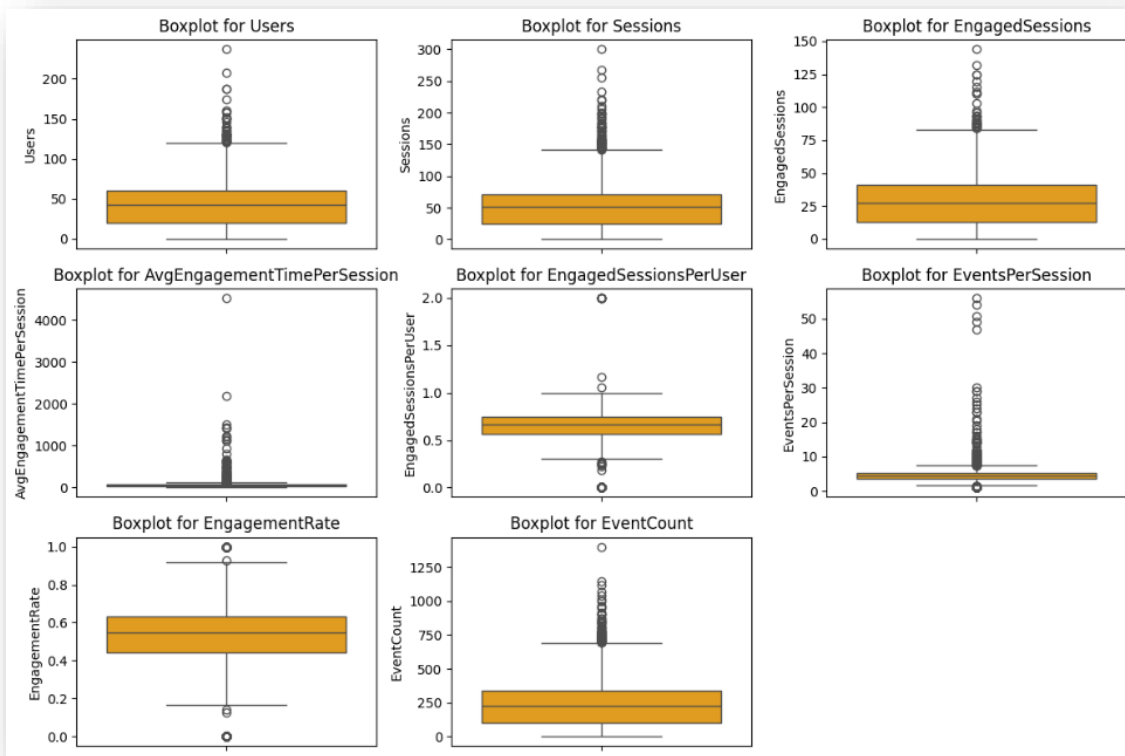 Boxplot for Users
Users
200
150
100
50
0
Boxplot for Sessions
Sessions
300
250
200
150
100
50
0
Boxplot for EngagedSessions
EngagedSessions
150
125
100
75
50
25
0
Boxplot for AvgEngagementTimePerSession
AvgEngagementTimePerSession
4000
3000
2000
1000
0
Boxplot for EngagedSessionsPerUser
EngagedSessionsPerUser
2.0
1.5
1.0
0.5
0.0
Boxplot for EventsPerSession
EventsPerSession
50
40
30
20
10
0
Boxplot for EngagementRate
EngagementRate
1.0
0.8
0.6
0.4
0.2
0.0
Boxplot for EventCount
EventCount
1250
1000
750
500
250
0